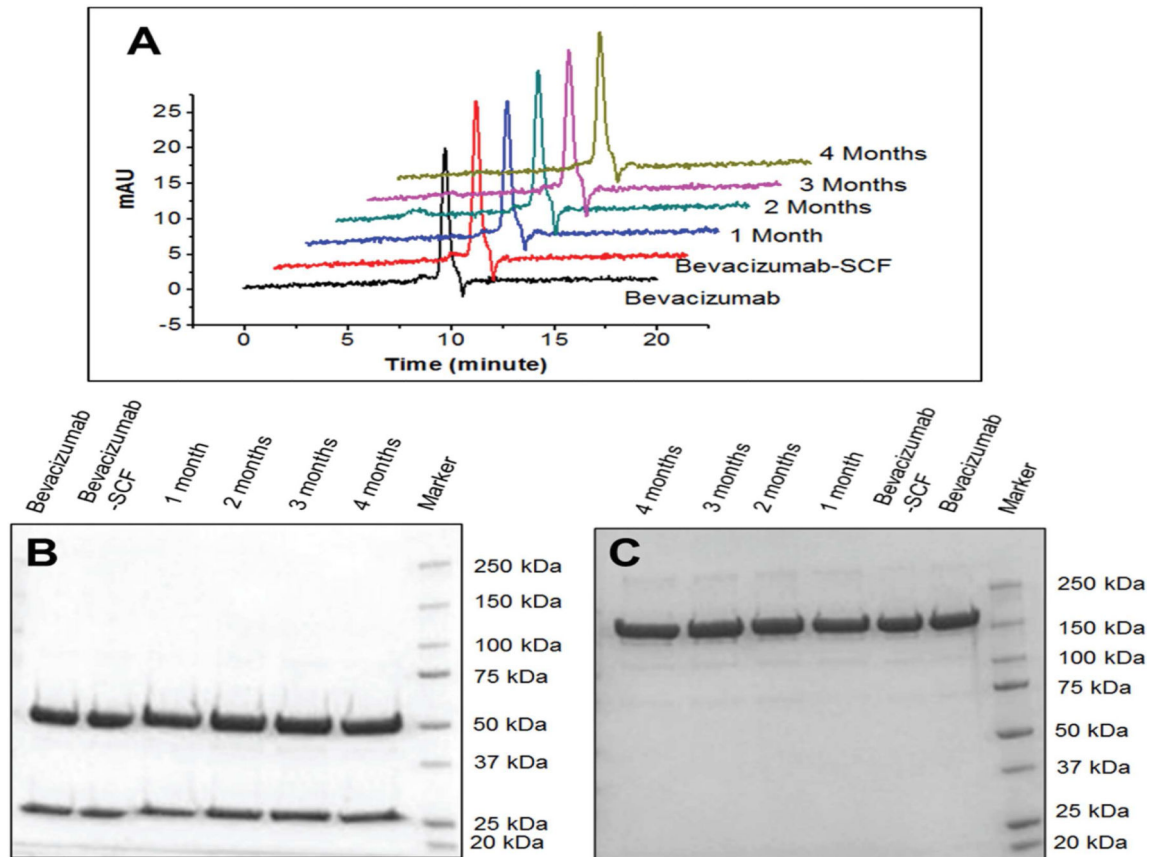 A
25
20
15
10
5
0
-5
mAU
4 Months
3 Months
2 Months
1 Month
Bevacizumab-SCF
Bevacizumab
0 5 10 15 20
Time (minute)
Bevacizumab
Bevacizumab
-SCF
1 month
2 months
3 months
4 months
Marker
B
250 kDa
150 kDa
100 kDa
75 kDa
50 kDa
37 kDa
25 kDa
20 kDa
4 months
3 months
2 months
1 month
Bevacizumab
-SCF
Bevacizumab
Marker
C
250 kDa
150 kDa
100 kDa
75 kDa
50 kDa
37 kDa
25 kDa
20 kDa